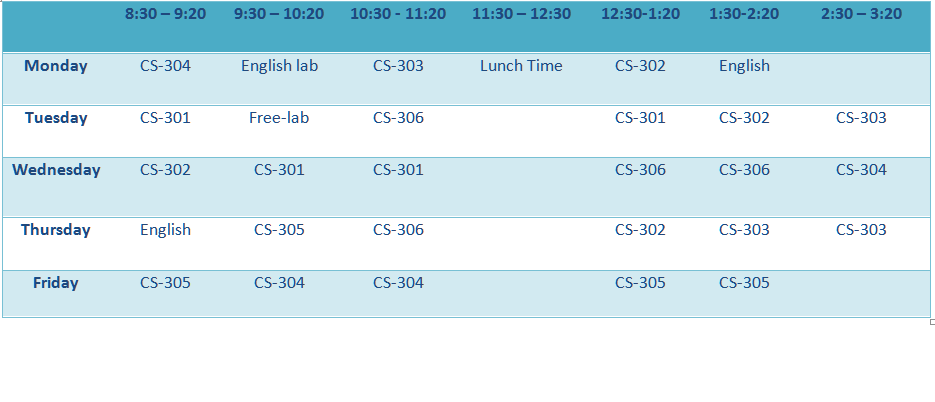 8:30 – 9:20 9:30 – 10:20 10:30 - 11:20 11:30 – 12:30 12:30-1:20 1:30-2:20 2:30 – 3:20
Monday CS-304 English lab CS-303 Lunch Time CS-302 English
Tuesday CS-301 Free-lab CS-306 CS-301 CS-302 CS-303
Wednesday CS-302 CS-301 CS-301 CS-306 CS-306 CS-304
Thursday English CS-305 CS-306 CS-302 CS-303 CS-303
Friday CS-305 CS-304 CS-304 CS-305 CS-305